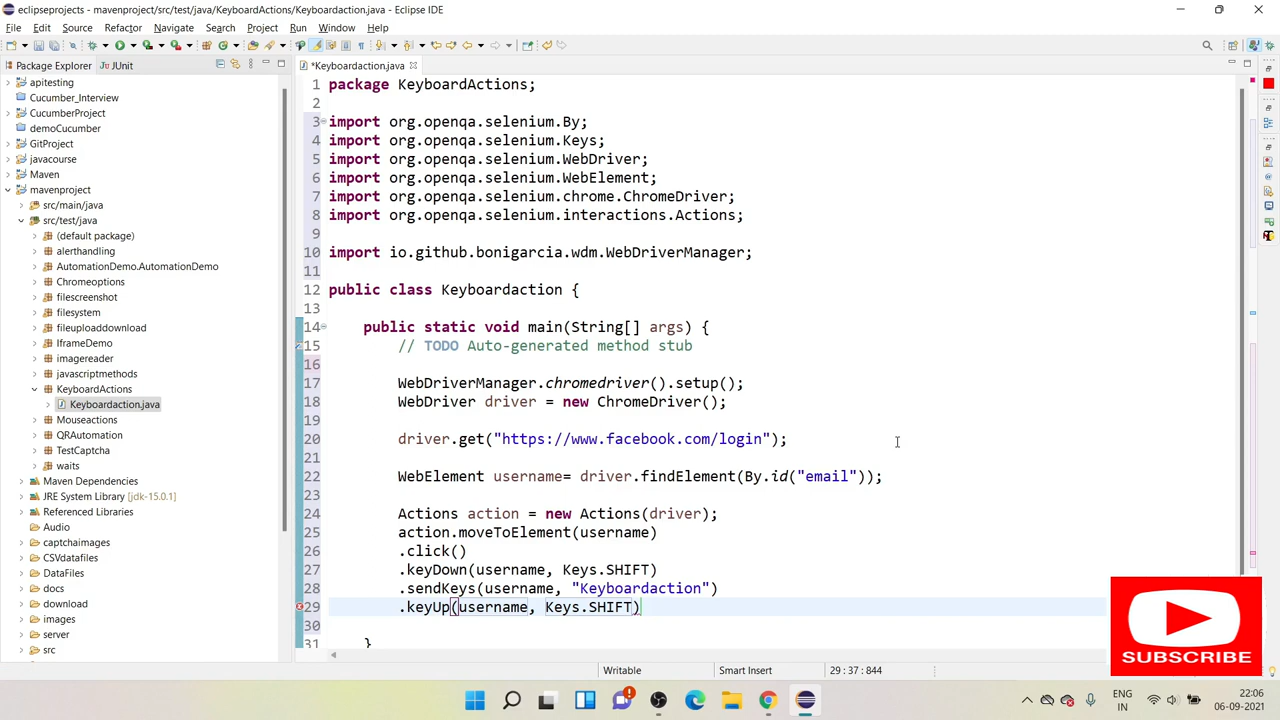 eclipseprojects - mavenproject/src/test/java/KeyboardActions/Keyboardaction.java - Eclipse IDE
File Edit Source Refactor Navigate Search Project Run Window Help
Package Explorer JUnit
*Keyboardaction.java
apitesting
Cucumber_Interview
CucumberProject
demoCucumber
GitProject
javacourse
Maven
mavenproject
src/main/java
src/test/java
(default package)
alerthandling
AutomationDemo.AutomationDemo
Chromeoptions
filescreenshot
filesystem
fileuploaddownload
IframeDemo
imagereader
javascriptmethods
KeyboardActions
Keyboardaction.java
Mouseactions
QRAutomation
TestCaptcha
waits
Maven Dependencies
JRE System Library [jdk-15.0.1]
Referenced Libraries
Audio
captchaimages
CSVdatafiles
DataFiles
docs
download
images
server
src
1 package KeyboardActions;
2
3 import org.openqa.selenium.By;
4 import org.openqa.selenium.Keys;
5 import org.openqa.selenium.WebDriver;
6 import org.openqa.selenium.WebElement;
7 import org.openqa.selenium.chrome.ChromeDriver;
8 import org.openqa.selenium.interactions.Actions;
9
10 import io.github.bonigarcia.wdm.WebDriverManager;
11
12 public class Keyboardaction {
13
14 public static void main(String[] args) {
15 // TODO Auto-generated method stub
16
17 WebDriverManager.chromedriver().setup();
18 WebDriver driver = new ChromeDriver();
19
20 driver.get("https://www.facebook.com/login");
21
22 WebElement username= driver.findElement(By.id("email"));
23
24 Actions action = new Actions(driver);
25 action.moveToElement(username)
26 .click()
27 .keyDown(username, Keys.SHIFT)
28 .sendKeys(username, "Keyboardaction")
29 .keyUp(username, Keys.SHIFT)
30
31 }
SUBSCRIBE
Writable Smart Insert 29 : 37 : 844
ENG
IN
22:06
06-09-2021